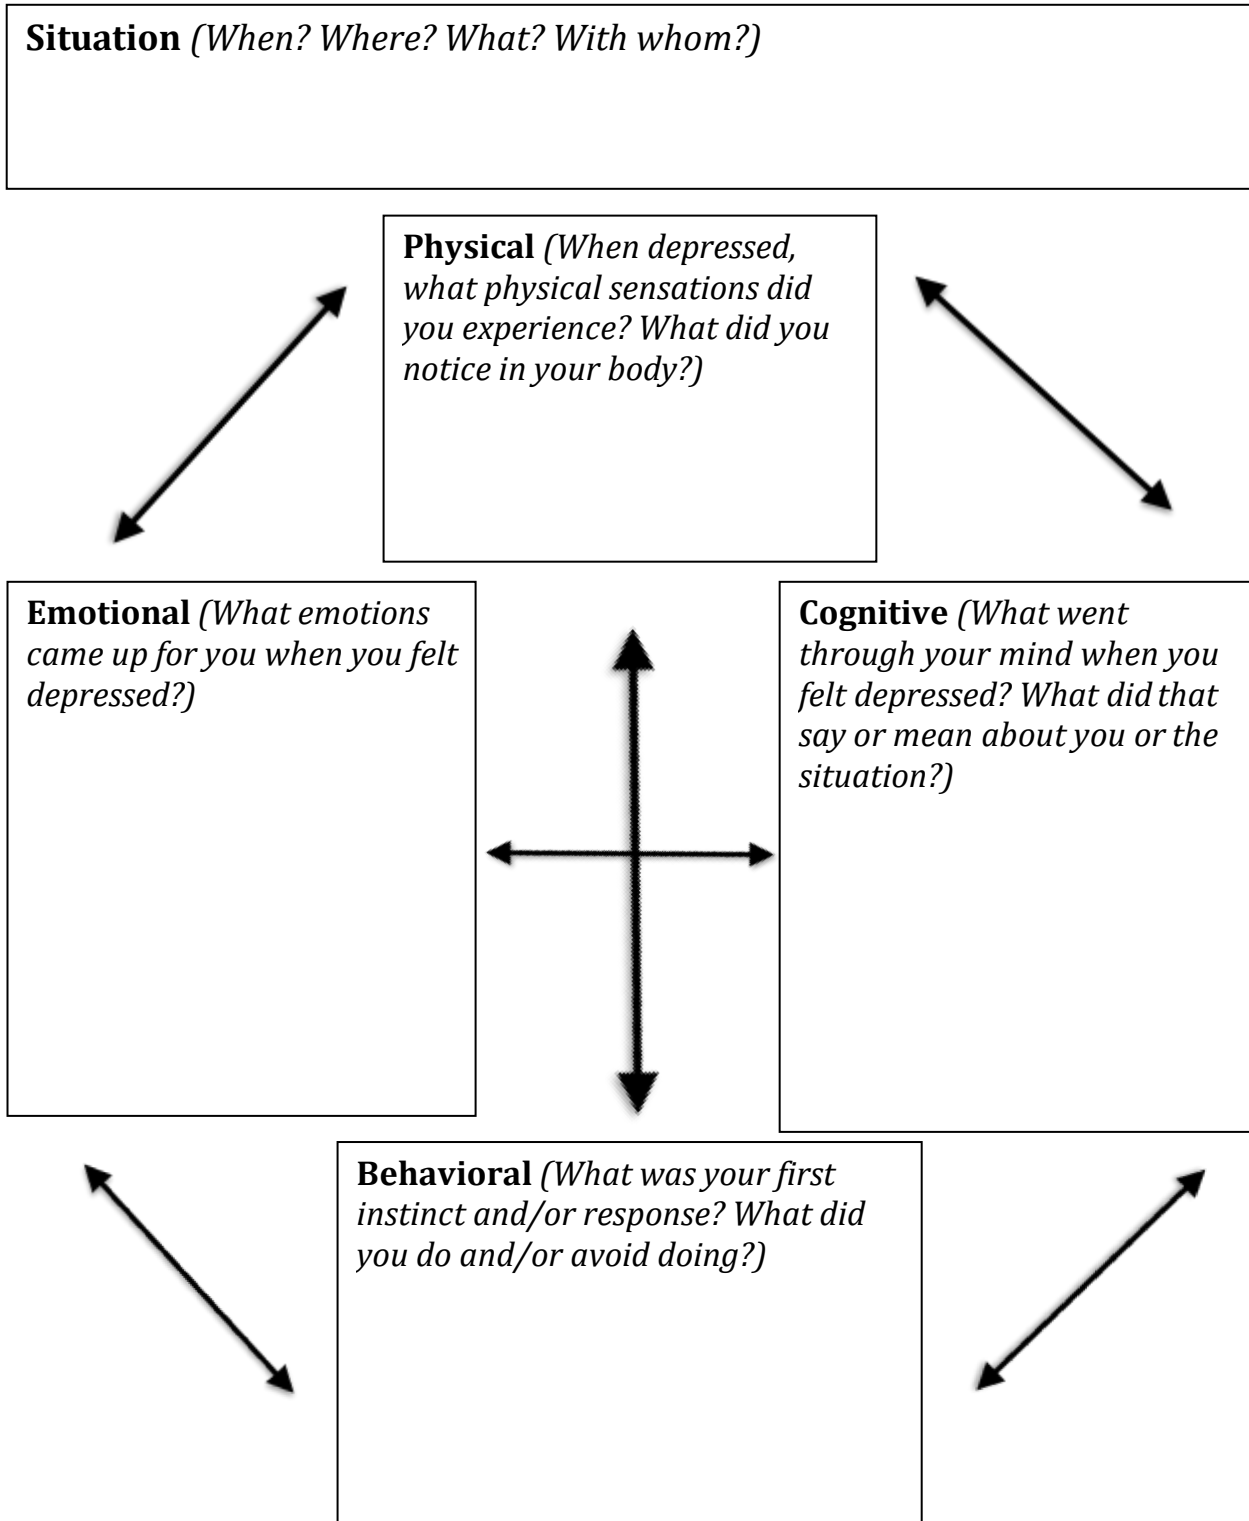 Situation (When? Where? What? With whom?)
Physical (When depressed,
what physical sensations did
you experience? What did you
notice in your body?)
Emotional (What emotions
came up for you when you felt
depressed?)
Cognitive (What went
through your mind when you
felt depressed? What did that
say or mean about you or the
situation?)
Behavioral (What was your first
instinct and/or response? What did
you do and/or avoid doing?)